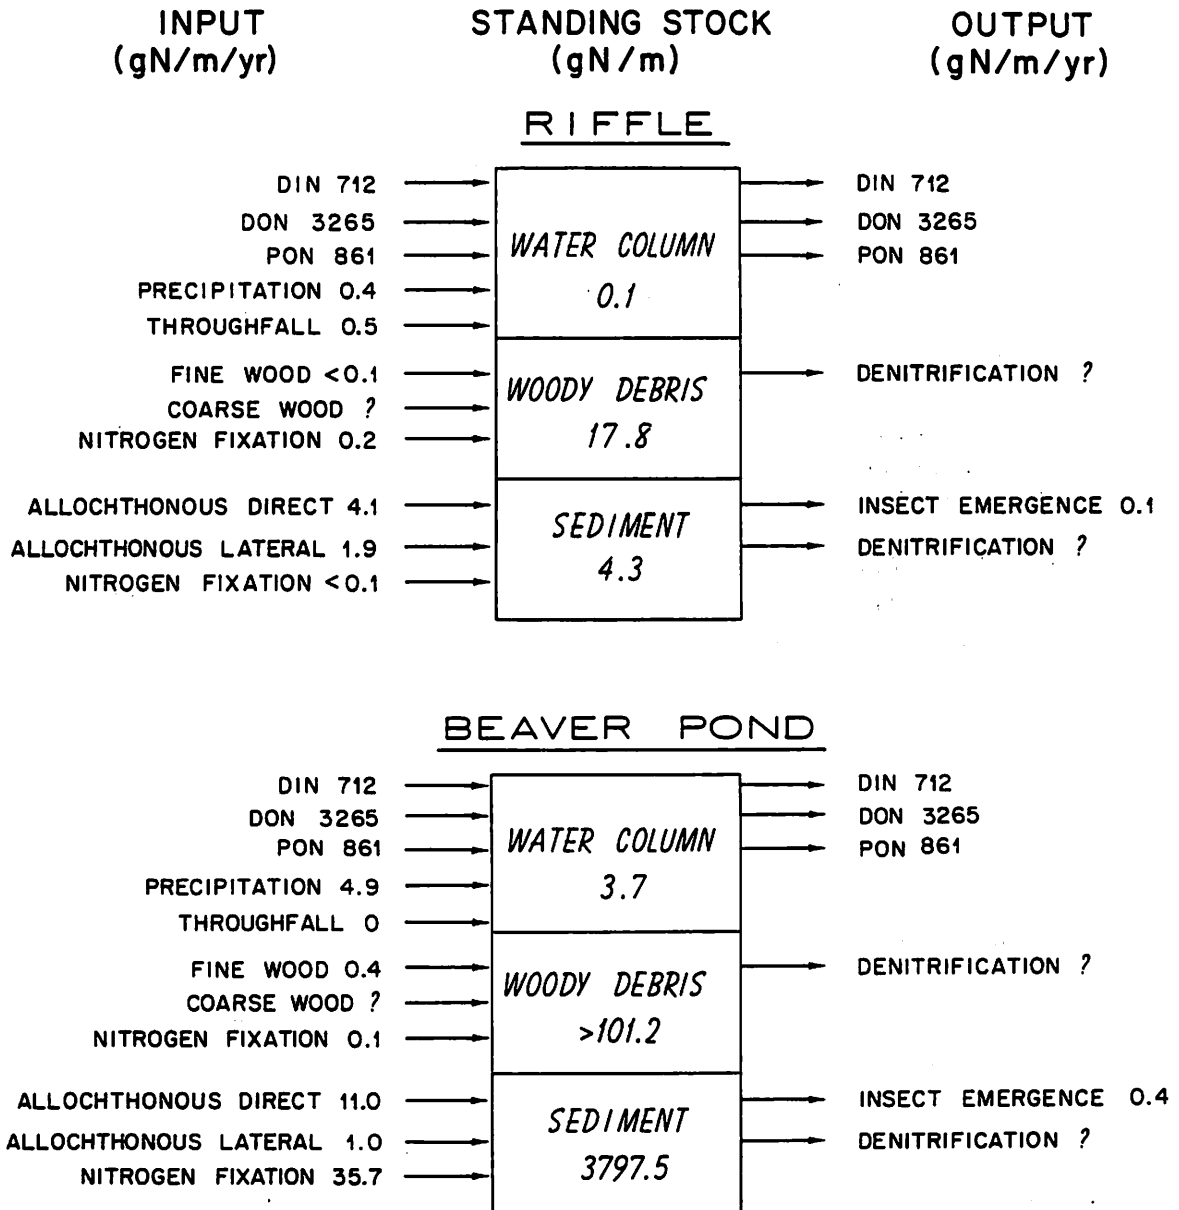 INPUT STANDING STOCK OUTPUT
(gN/m/yr) (gN/m) (gN/m/yr)
RIFFLE
DIN 712 DIN 712
DON 3265 DON 3265
PON 861 WATER COLUMN PON 861
PRECIPITATION 0.4 0.1
THROUGHFALL 0.5
FINE WOOD <0.1 DENITRIFICATION ?
COARSE WOOD ? WOODY DEBRIS
NITROGEN FIXATION 0.2 17.8
ALLOCHTHONOUS DIRECT 4.1 INSECT EMERGENCE 0.1
ALLOCHTHONOUS LATERAL 1.9 SEDIMENT DENITRIFICATION ?
NITROGEN FIXATION <0.1 4.3
BEAVER POND
DIN 712 DIN 712
DON 3265 DON 3265
PON 861 WATER COLUMN PON 861
PRECIPITATION 4.9 3.7
THROUGHFALL 0
FINE WOOD 0.4 DENITRIFICATION ?
COARSE WOOD ? WOODY DEBRIS
NITROGEN FIXATION 0.1 >101.2
ALLOCHTHONOUS DIRECT 11.0 INSECT EMERGENCE 0.4
ALLOCHTHONOUS LATERAL 1.0 SEDIMENT DENITRIFICATION ?
NITROGEN FIXATION 35.7 3797.5